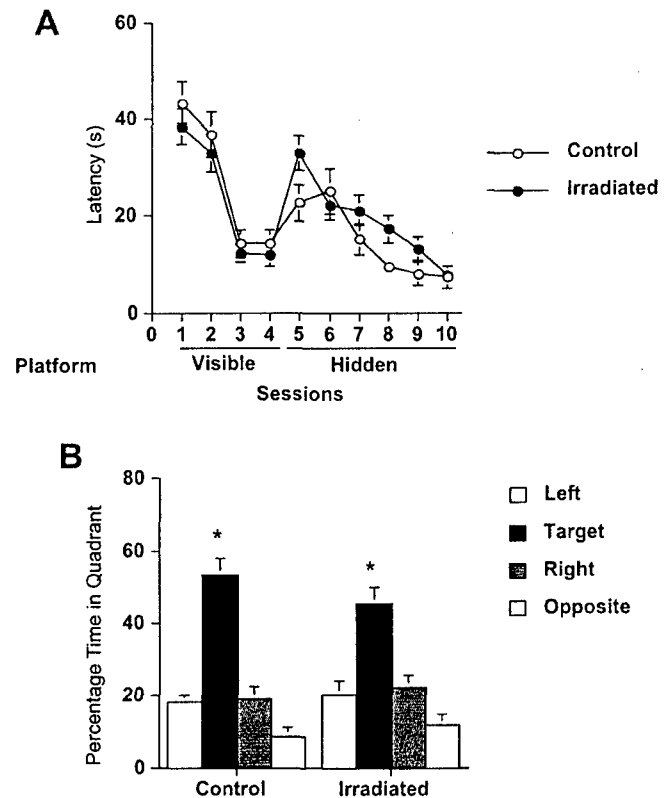 A
60
40
20
0
Latency (s)
Control
Irradiated
0 1 2 3 4 5 6 7 8 9 10
Platform
Visible
Hidden
Sessions
B
80
60
40
20
0
Percentage Time in Quadrant
*
*
Left
Target
Right
Opposite
Control
Irradiated